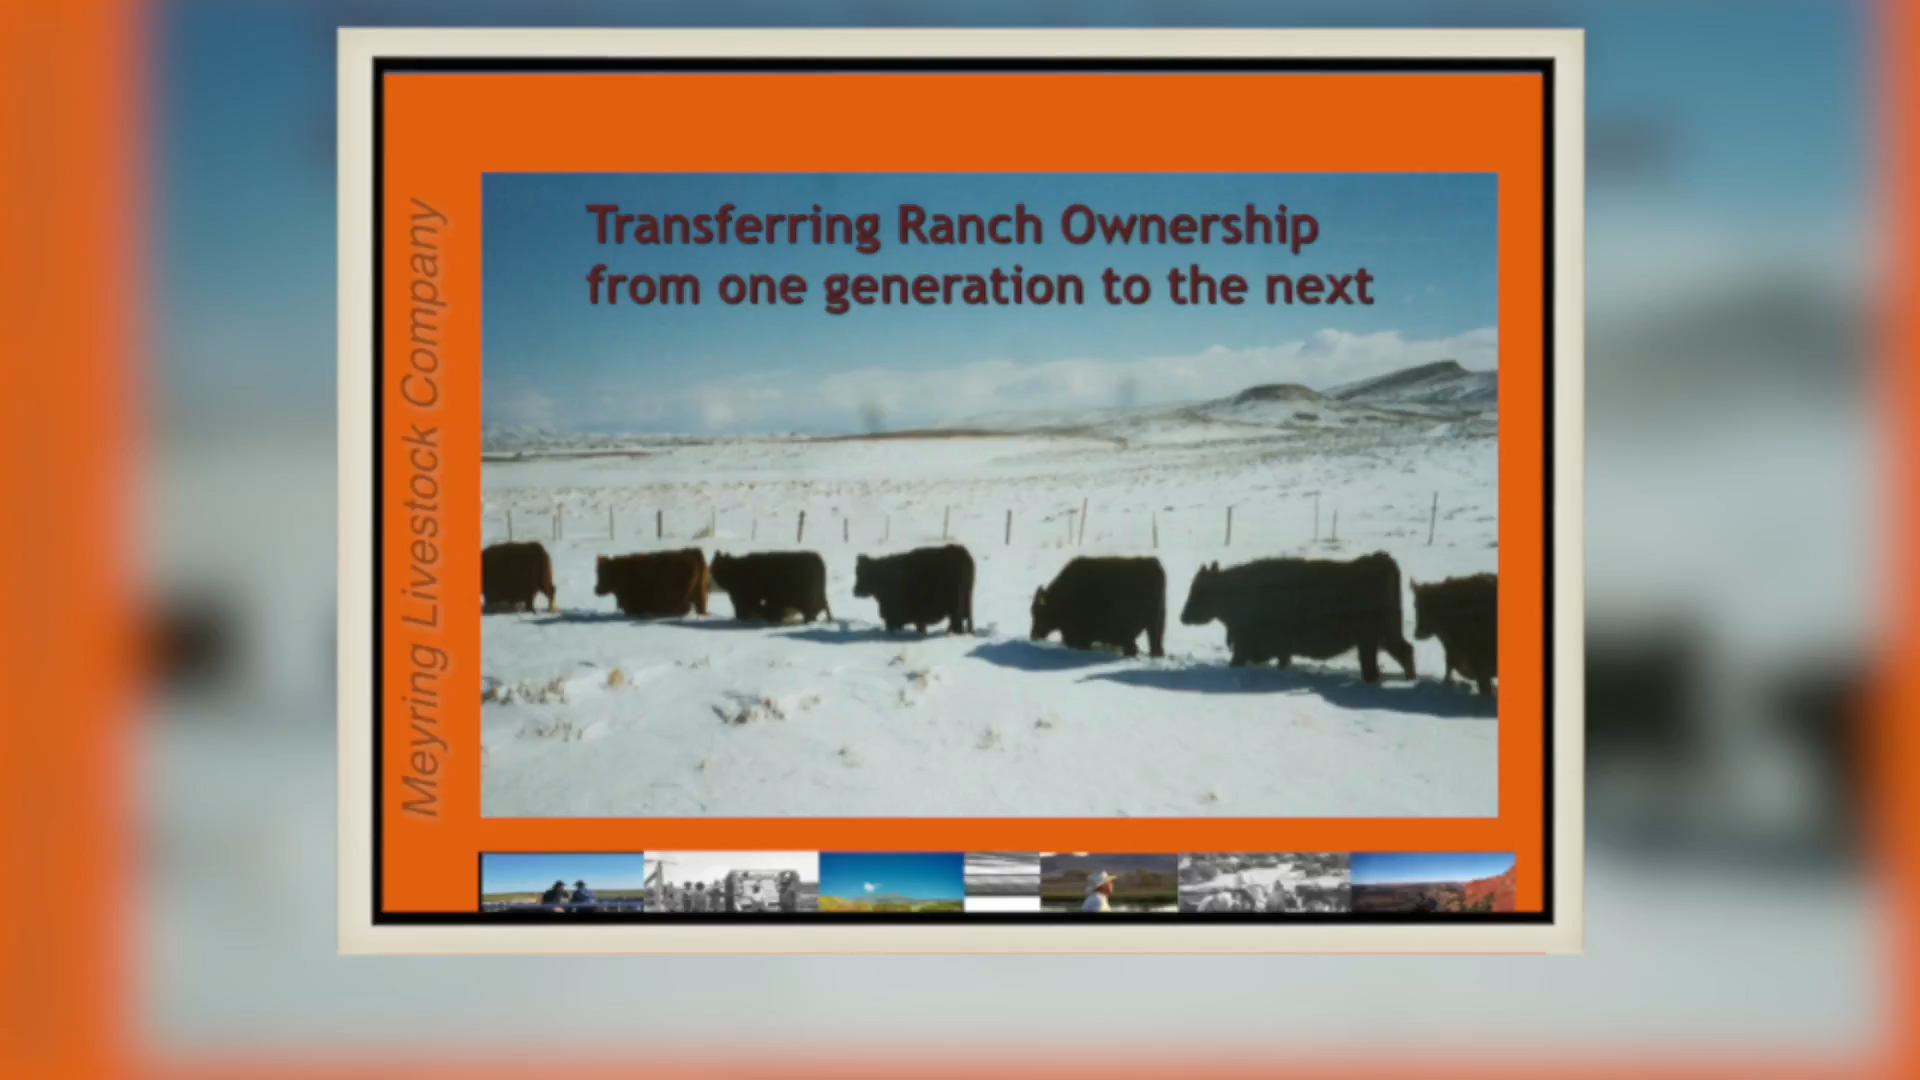 Transferring Ranch Ownership
from one generation to the next
Meyring Livestock Company